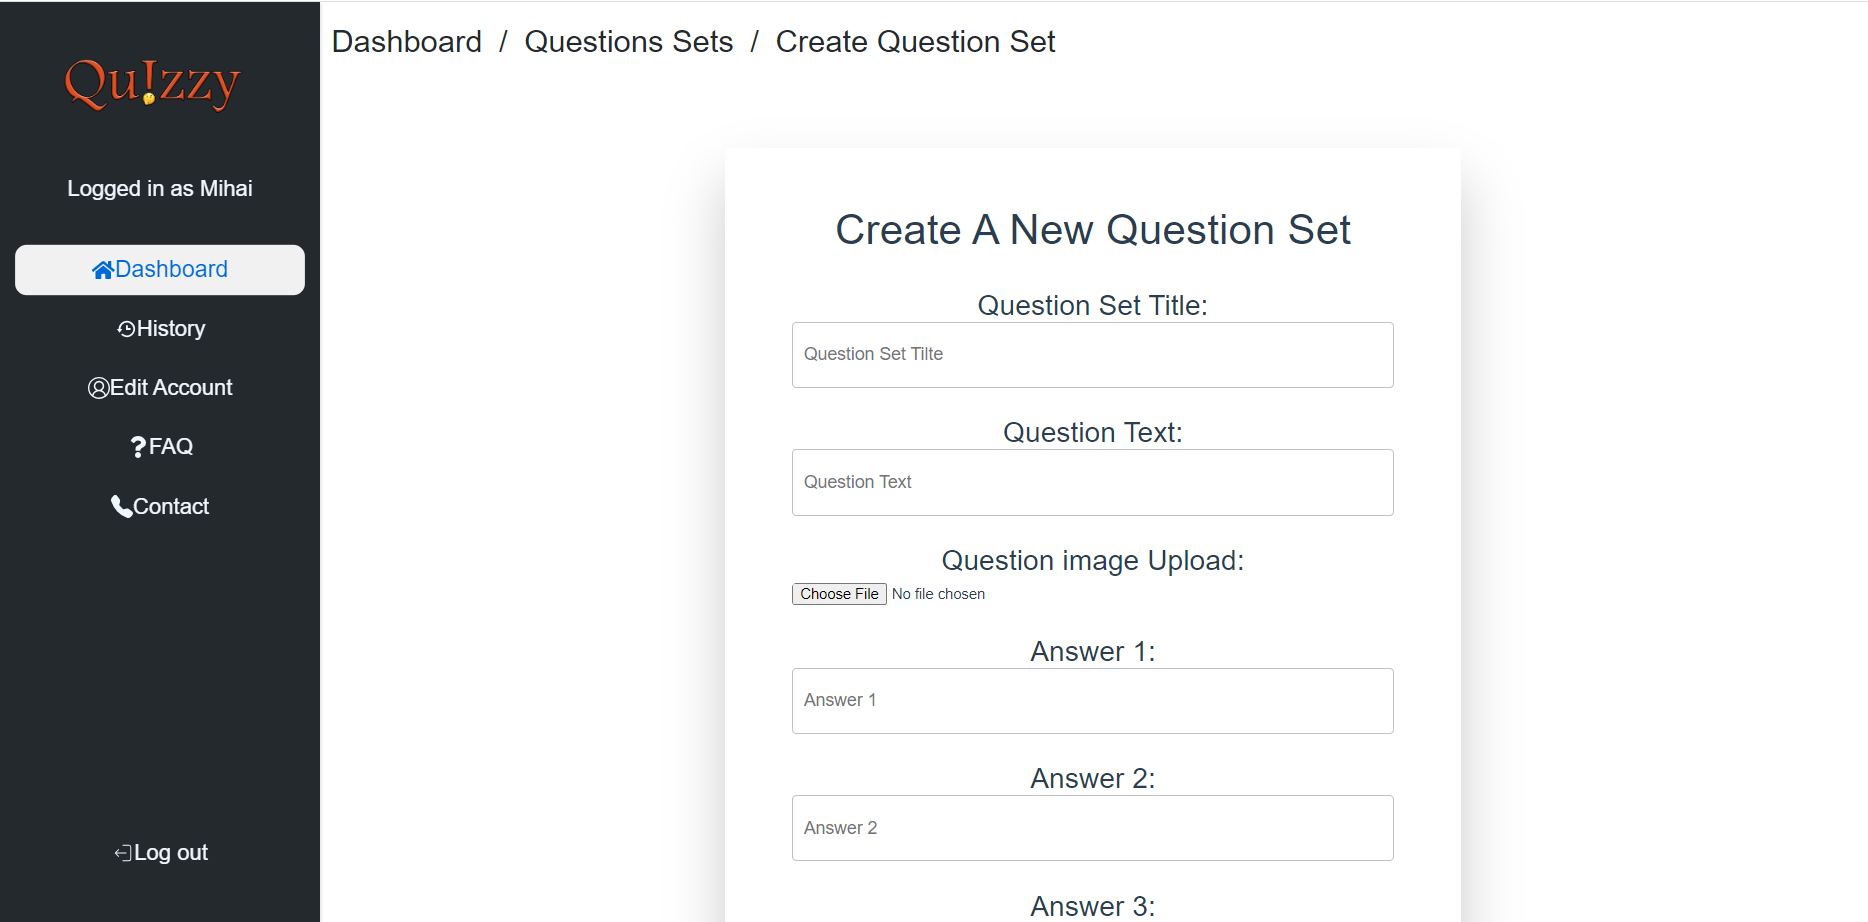 Qu!zzy
Logged in as Mihai
Dashboard
History
Edit Account
FAQ
Contact
Log out
Dashboard / Questions Sets / Create Question Set
Create A New Question Set
Question Set Title:
Question Set Tilte
Question Text:
Question Text
Question image Upload:
Choose File No file chosen
Answer 1:
Answer 1
Answer 2:
Answer 2
Answer 3: